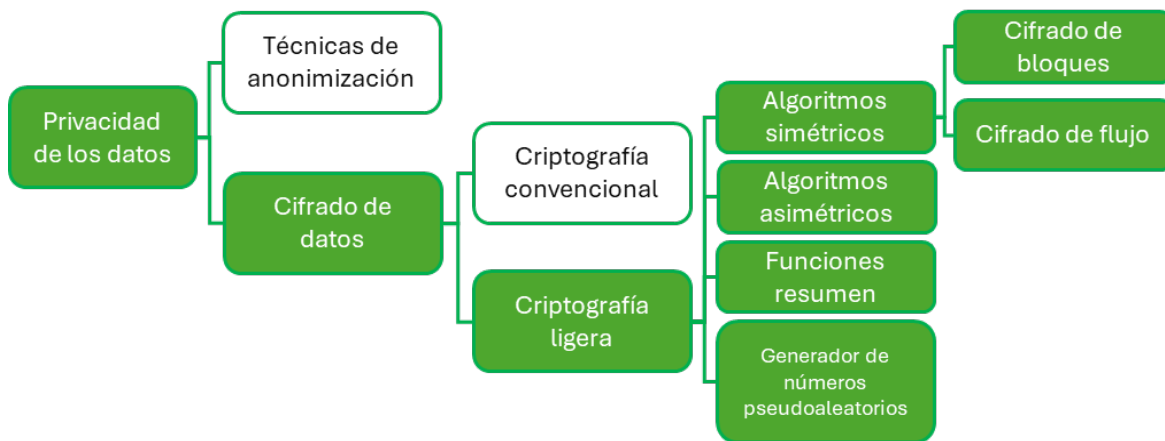 Privacidad
de los datos
Técnicas de
anonimización
Cifrado de
datos
Criptografía
convencional
Criptografía
ligera
Algoritmos
simétricos
Algoritmos
asimétricos
Funciones
resumen
Generador de
números
pseudoaleatorios
Cifrado de
bloques
Cifrado de flujo